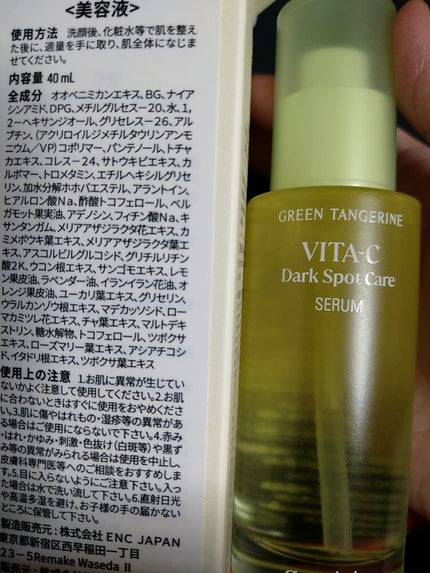 <美容液>
使用方法 洗顔後、化粧水等で肌を整え
た後に、適量を手に取り、肌全体になじま
せてください。
内容量 40 mL
全成分 オオベニミカンエキス、BG、ナイア
シンアミド、DPG、メチルグルセス-20、水、1,
2-ヘキサンジオール、グリセレス-26、アル
ブチン、(アクリロイルジメチルタウリンアンモ
ニウム/VP)コポリマー、パンテノール、トチャ
カエキス、コレス-24、サトウキビエキス、カ
ルボマー、トロメタミン、エチルヘキシルグリセ
リン、加水分解ホホバエステル、アラントイン、
ヒアルロン酸Na、酢酸トコフェロール、ベル
ガモット果実油、アデノシン、フィチン酸Na、キ
サンタンガム、メリアアザジラクタ花エキス、カ
ミメボウキ葉エキス、メリアアザジラクタ葉エ
キス、アスコルビルグルコシド、グリチルリチン
酸2K、ウコン根エキス、サンゴモエキス、レモ
ン果皮油、ラベンダー油、イランイラン花油、オ
レンジ果皮油、ユーカリ葉エキス、グリセリン、
ウラルカンゾウ根エキス、マデカッソシド、ロー
マカミツレ花エキス、チャ葉エキス、マルトデキ
ストリン、糖水解物、トコフェロール、ツボクサ
エキス、ローズマリー葉エキス、アシアチコシ
ド、イタドリ根エキス、ツボクサ葉エキス
使用上の注意 1.お肌に異常が生じてい
ないかよく注意して使用してください。2.お肌
に合わないときはすぐに使用をおやめくださ
い。3.肌に傷やはれもの・湿疹等の異常があ
る場合はご使用にならないで下さい。4.赤み
・はれ・かゆみ・刺激・色抜け(白斑等)や黒ず
み等の異常がみられる場合は使用を中止し
皮膚科専門医等へのご相談をおすすめしま
す。5.目に入らないようにご注意下さい。入っ
た場合は水で洗い流して下さい。6.直射日光
や高温多湿を避け、お子様の手の届かない
ところに保管して下さい。
製造販売元:株式会社 ENC JAPAN
東京都新宿区西早稲田一丁目
23-5Remake Waseda II
GREEN TANGERINE
VITA-C
Dark Spot Care
SERUM